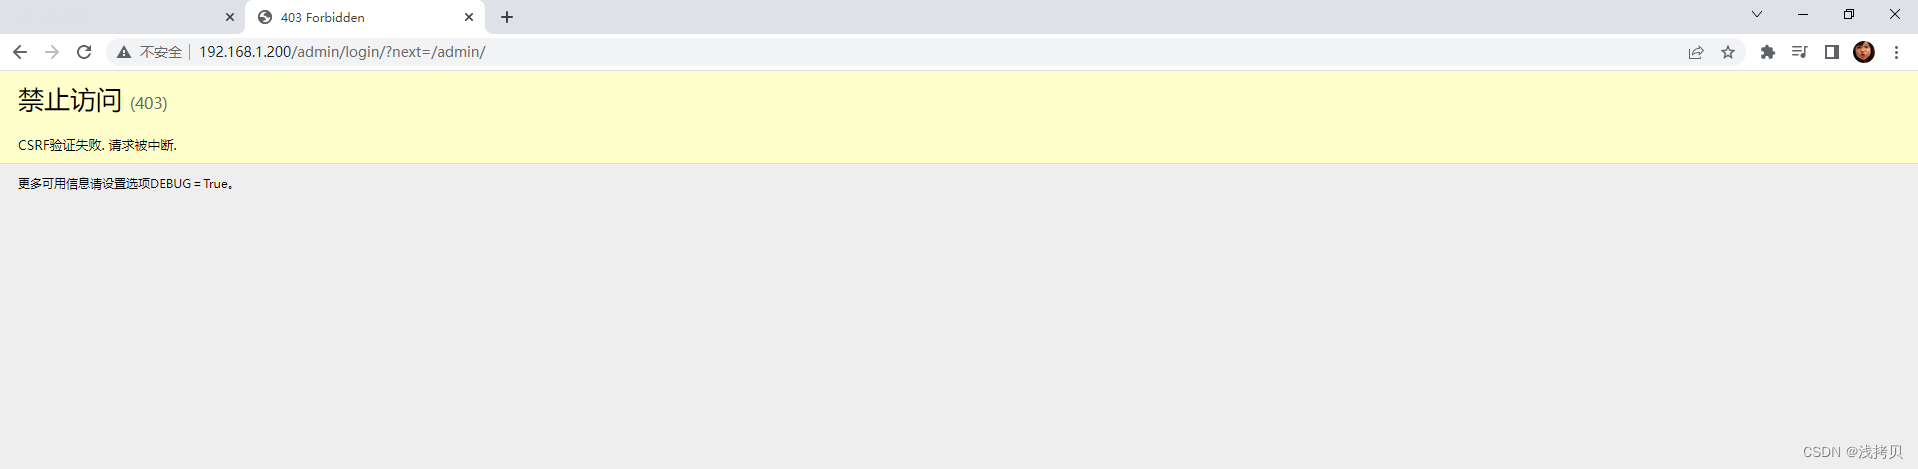 403 Forbidden
不安全 192.168.1.200/admin/login/?next=/admin/
禁止访问 (403)
CSRF验证失败. 请求被中断.
更多可用信息请设置选项DEBUG = True。
CSDN @浅拷贝